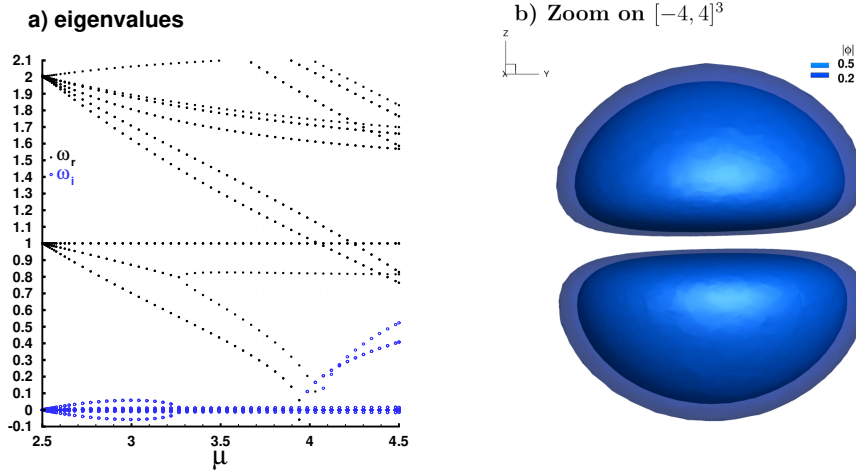 a) eigenvalues
2.1
2
1.9
1.8
1.7
1.6
1.5
1.4
1.3
1.2
1.1
1
0.9
0.8
0.7
0.6
0.5
0.4
0.3
0.2
0.1
0
-0.1
ω_r
ω_i
2.5 3 3.5 4 4.5
μ
b) Zoom on [−4, 4]³
Z
X Y
|ϕ|
0.5
0.2